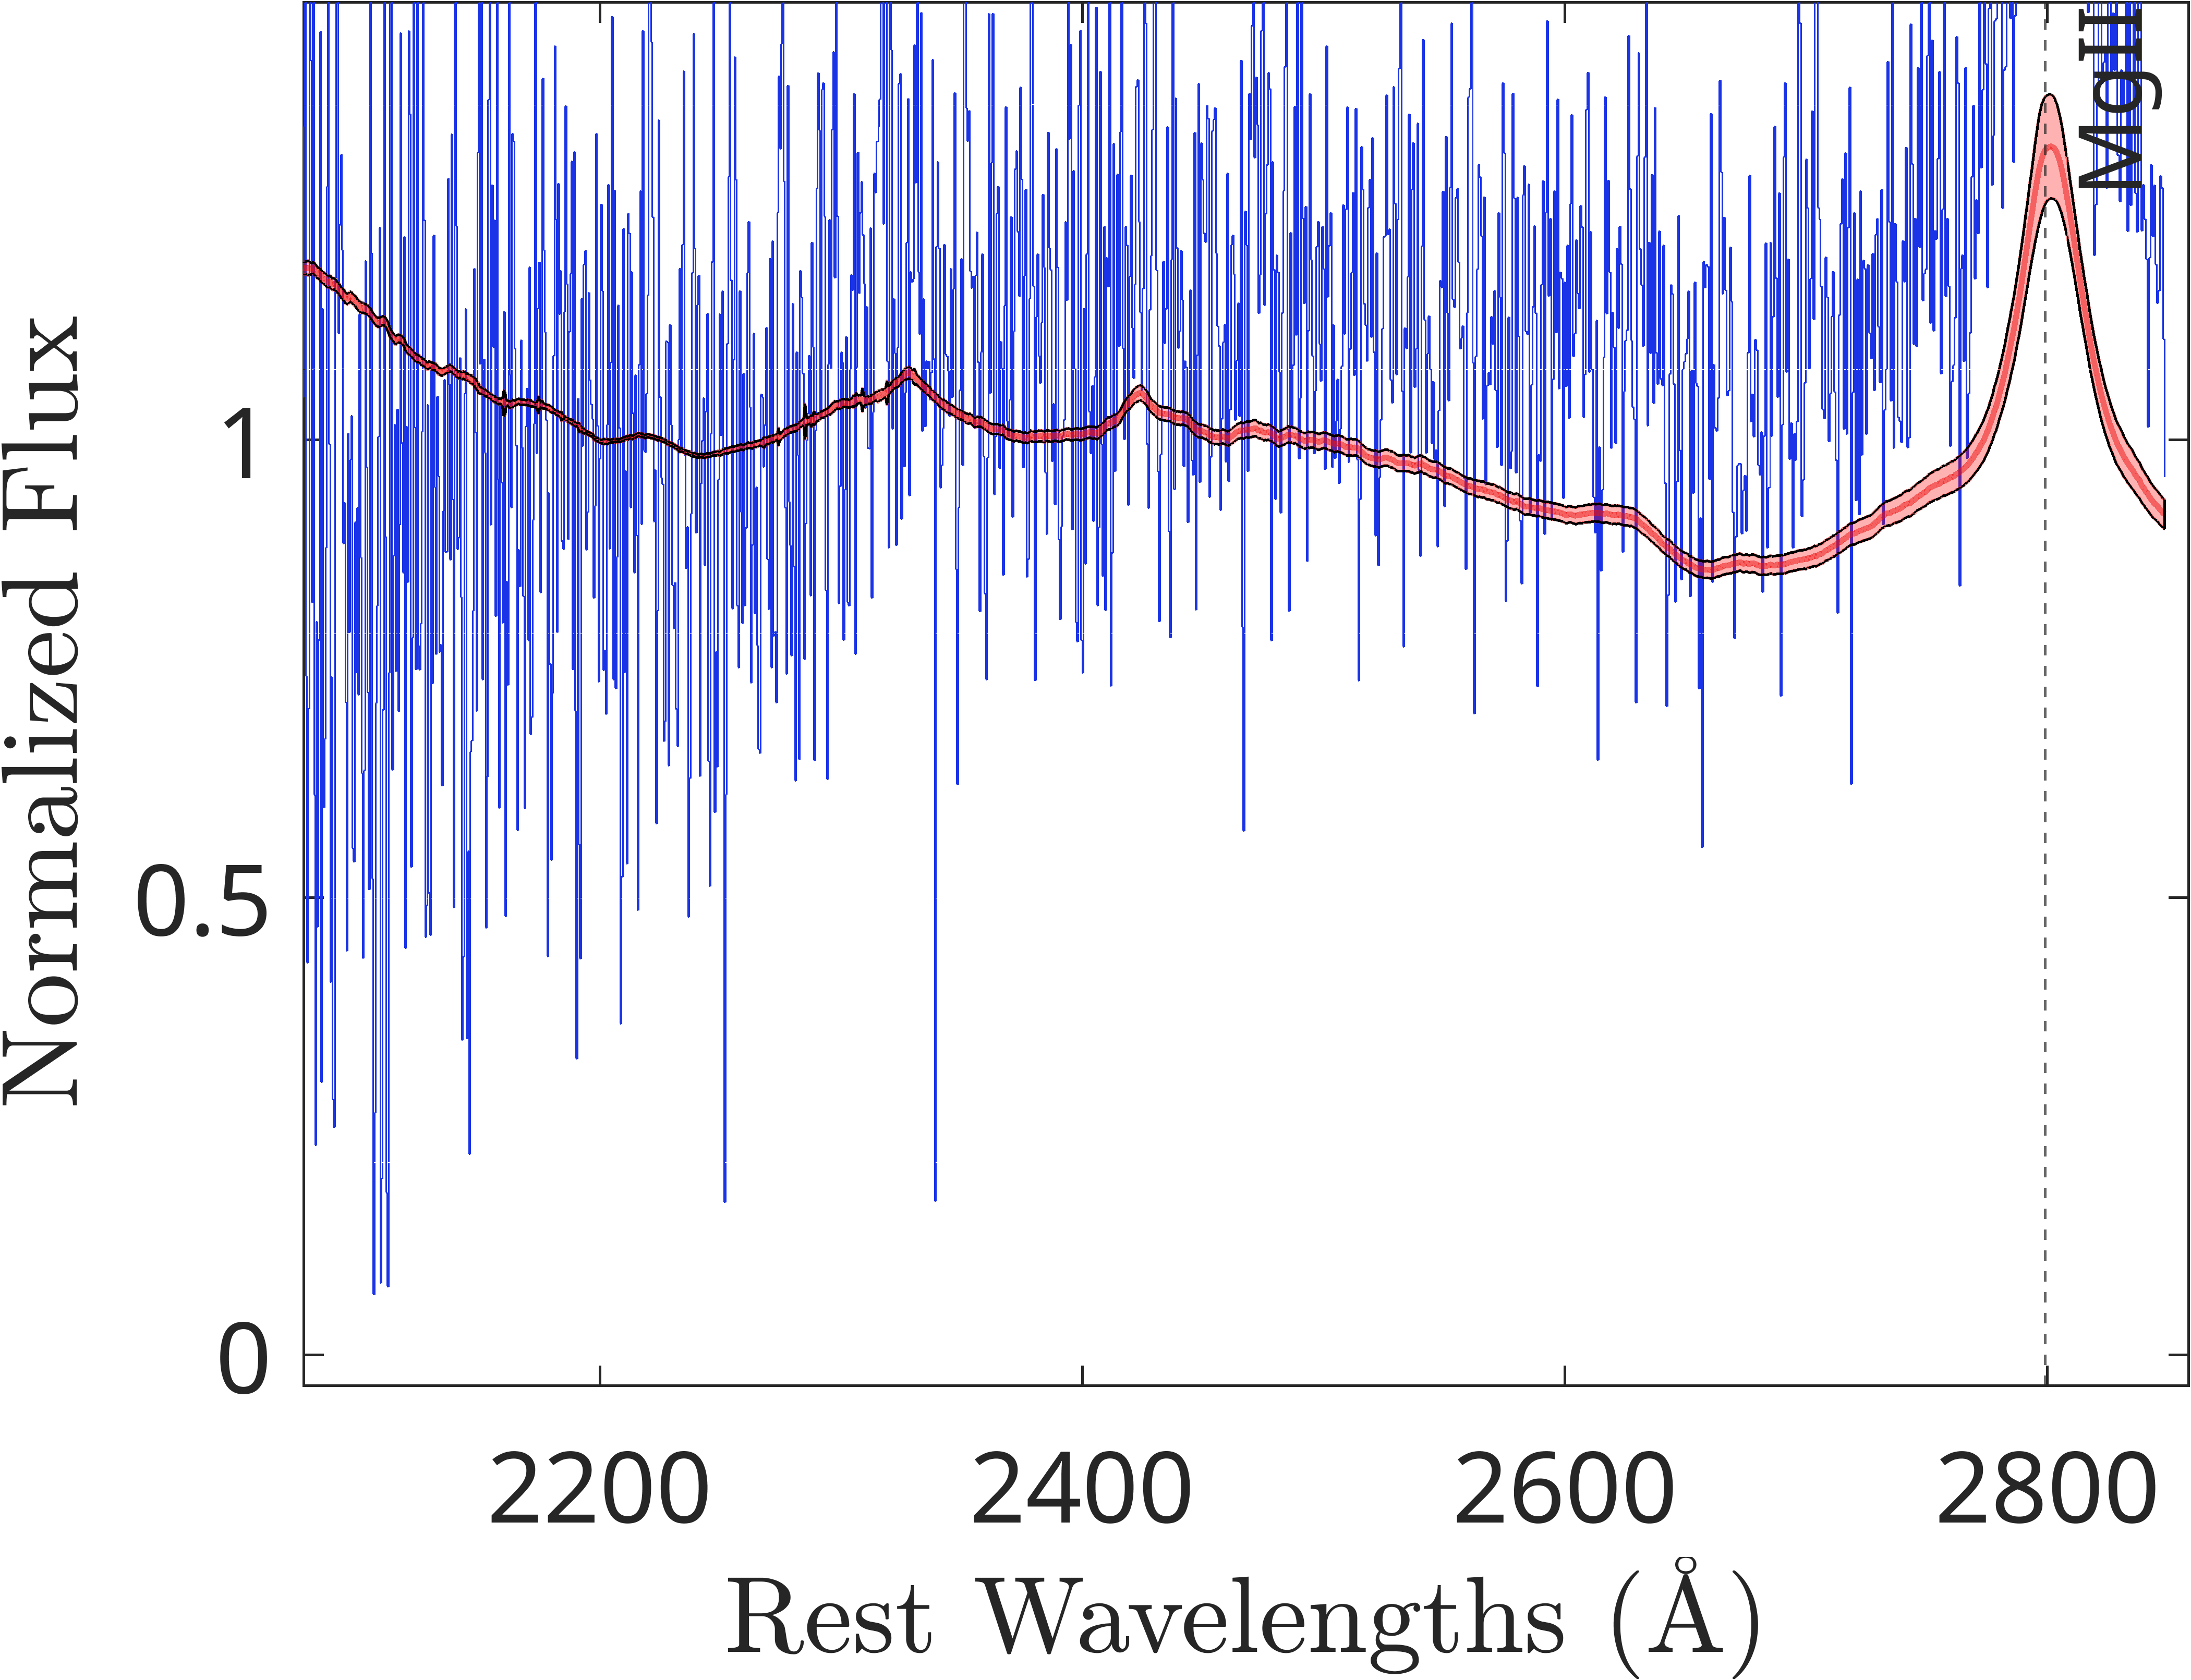 MgII
Normalized Flux
1
0.5
0
2200 2400 2600 2800
Rest Wavelengths (Å)